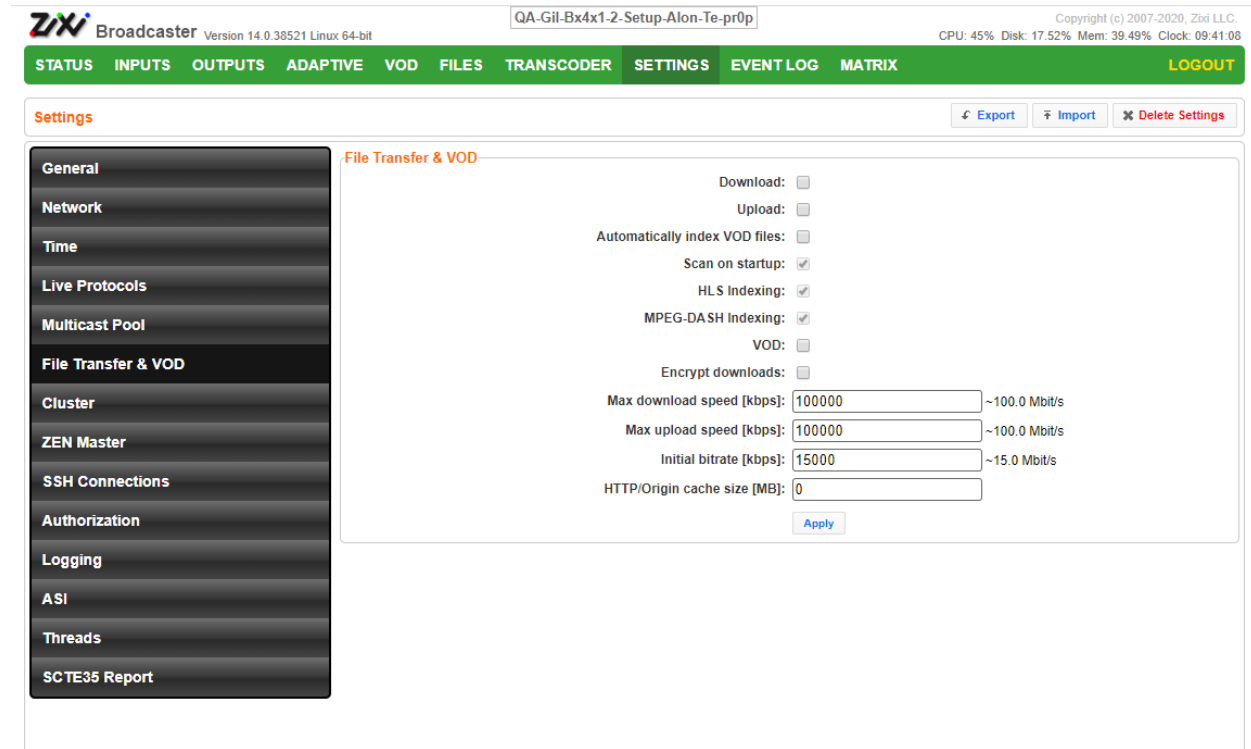 ZiXi Broadcaster Version 14.0.38521 Linux 64-bit
QA-Gil-Bx4x1-2-Setup-Alon-Te-pr0p
Copyright (c) 2007-2020, Zixi LLC.
CPU: 45% Disk: 17.52% Mem: 39.49% Clock: 09:41:08
STATUS INPUTS OUTPUTS ADAPTIVE VOD FILES TRANSCODER SETTINGS EVENT LOG MATRIX LOGOUT
Settings
Export Import Delete Settings
General
Network
Time
Live Protocols
Multicast Pool
File Transfer & VOD
Cluster
ZEN Master
SSH Connections
Authorization
Logging
ASI
Threads
SCTE35 Report
File Transfer & VOD
Download:
Upload:
Automatically index VOD files:
Scan on startup:
HLS Indexing:
MPEG-DASH Indexing:
VOD:
Encrypt downloads:
Max download speed [kbps]: 100000 ~100.0 Mbit/s
Max upload speed [kbps]: 100000 ~100.0 Mbit/s
Initial bitrate [kbps]: 15000 ~15.0 Mbit/s
HTTP/Origin cache size [MB]: 0
Apply